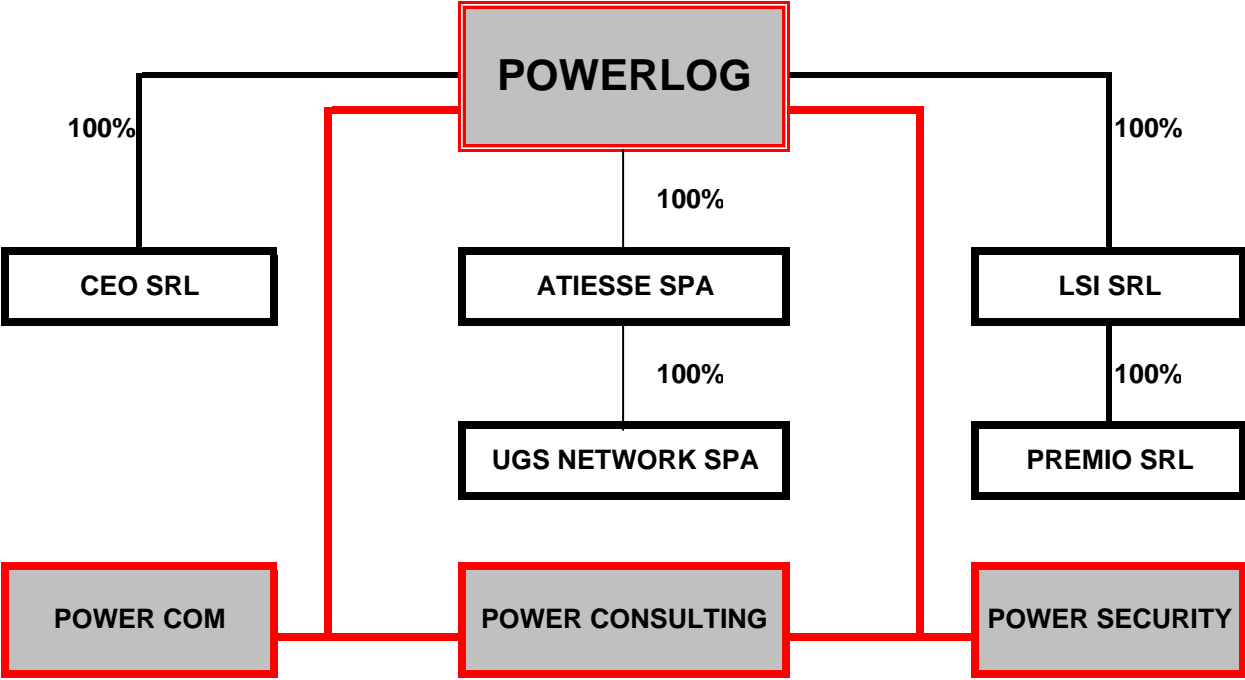 POWERLOG
100%
100%
100%
CEO SRL
ATIESSE SPA
LSI SRL
100%
100%
UGS NETWORK SPA
PREMIO SRL
POWER COM
POWER CONSULTING
POWER SECURITY